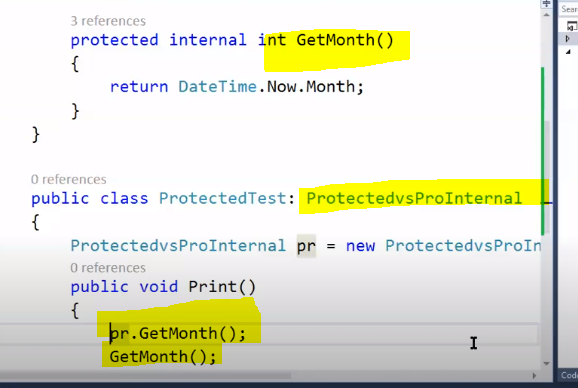 Sear
3 references
protected internal int GetMonth()
{
return DateTime.Now.Month;
}
}
0 references
public class ProtectedTest: ProtectedvsProInternal
{
ProtectedvsProInternal pr = new ProtectedvsProIn
0 references
public void Print()
{
pr.GetMonth();
GetMonth();
Cod